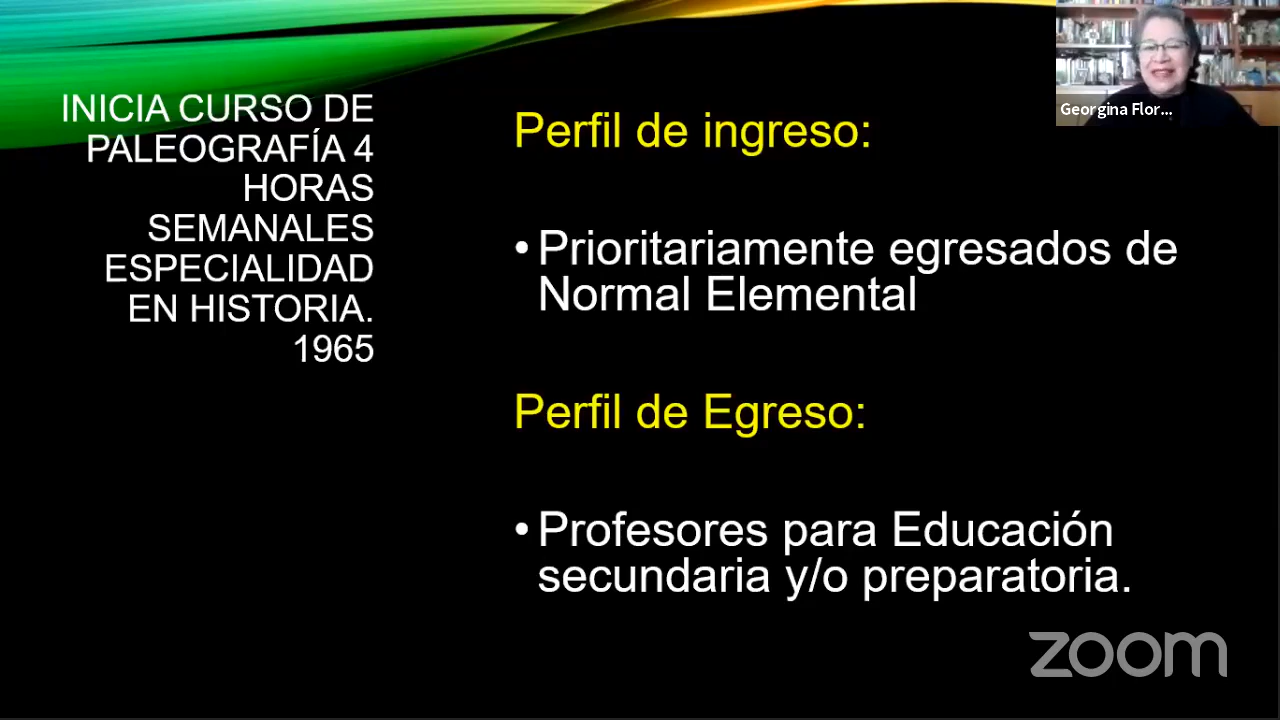 INICIA CURSO DE
PALEOGRAFÍA 4
HORAS
SEMANALES
ESPECIALIDAD
EN HISTORIA.
1965
Perfil de ingreso:
• Prioritariamente egresados de
Normal Elemental
Perfil de Egreso:
• Profesores para Educación
secundaria y/o preparatoria.
Georgina Flor...
zoom